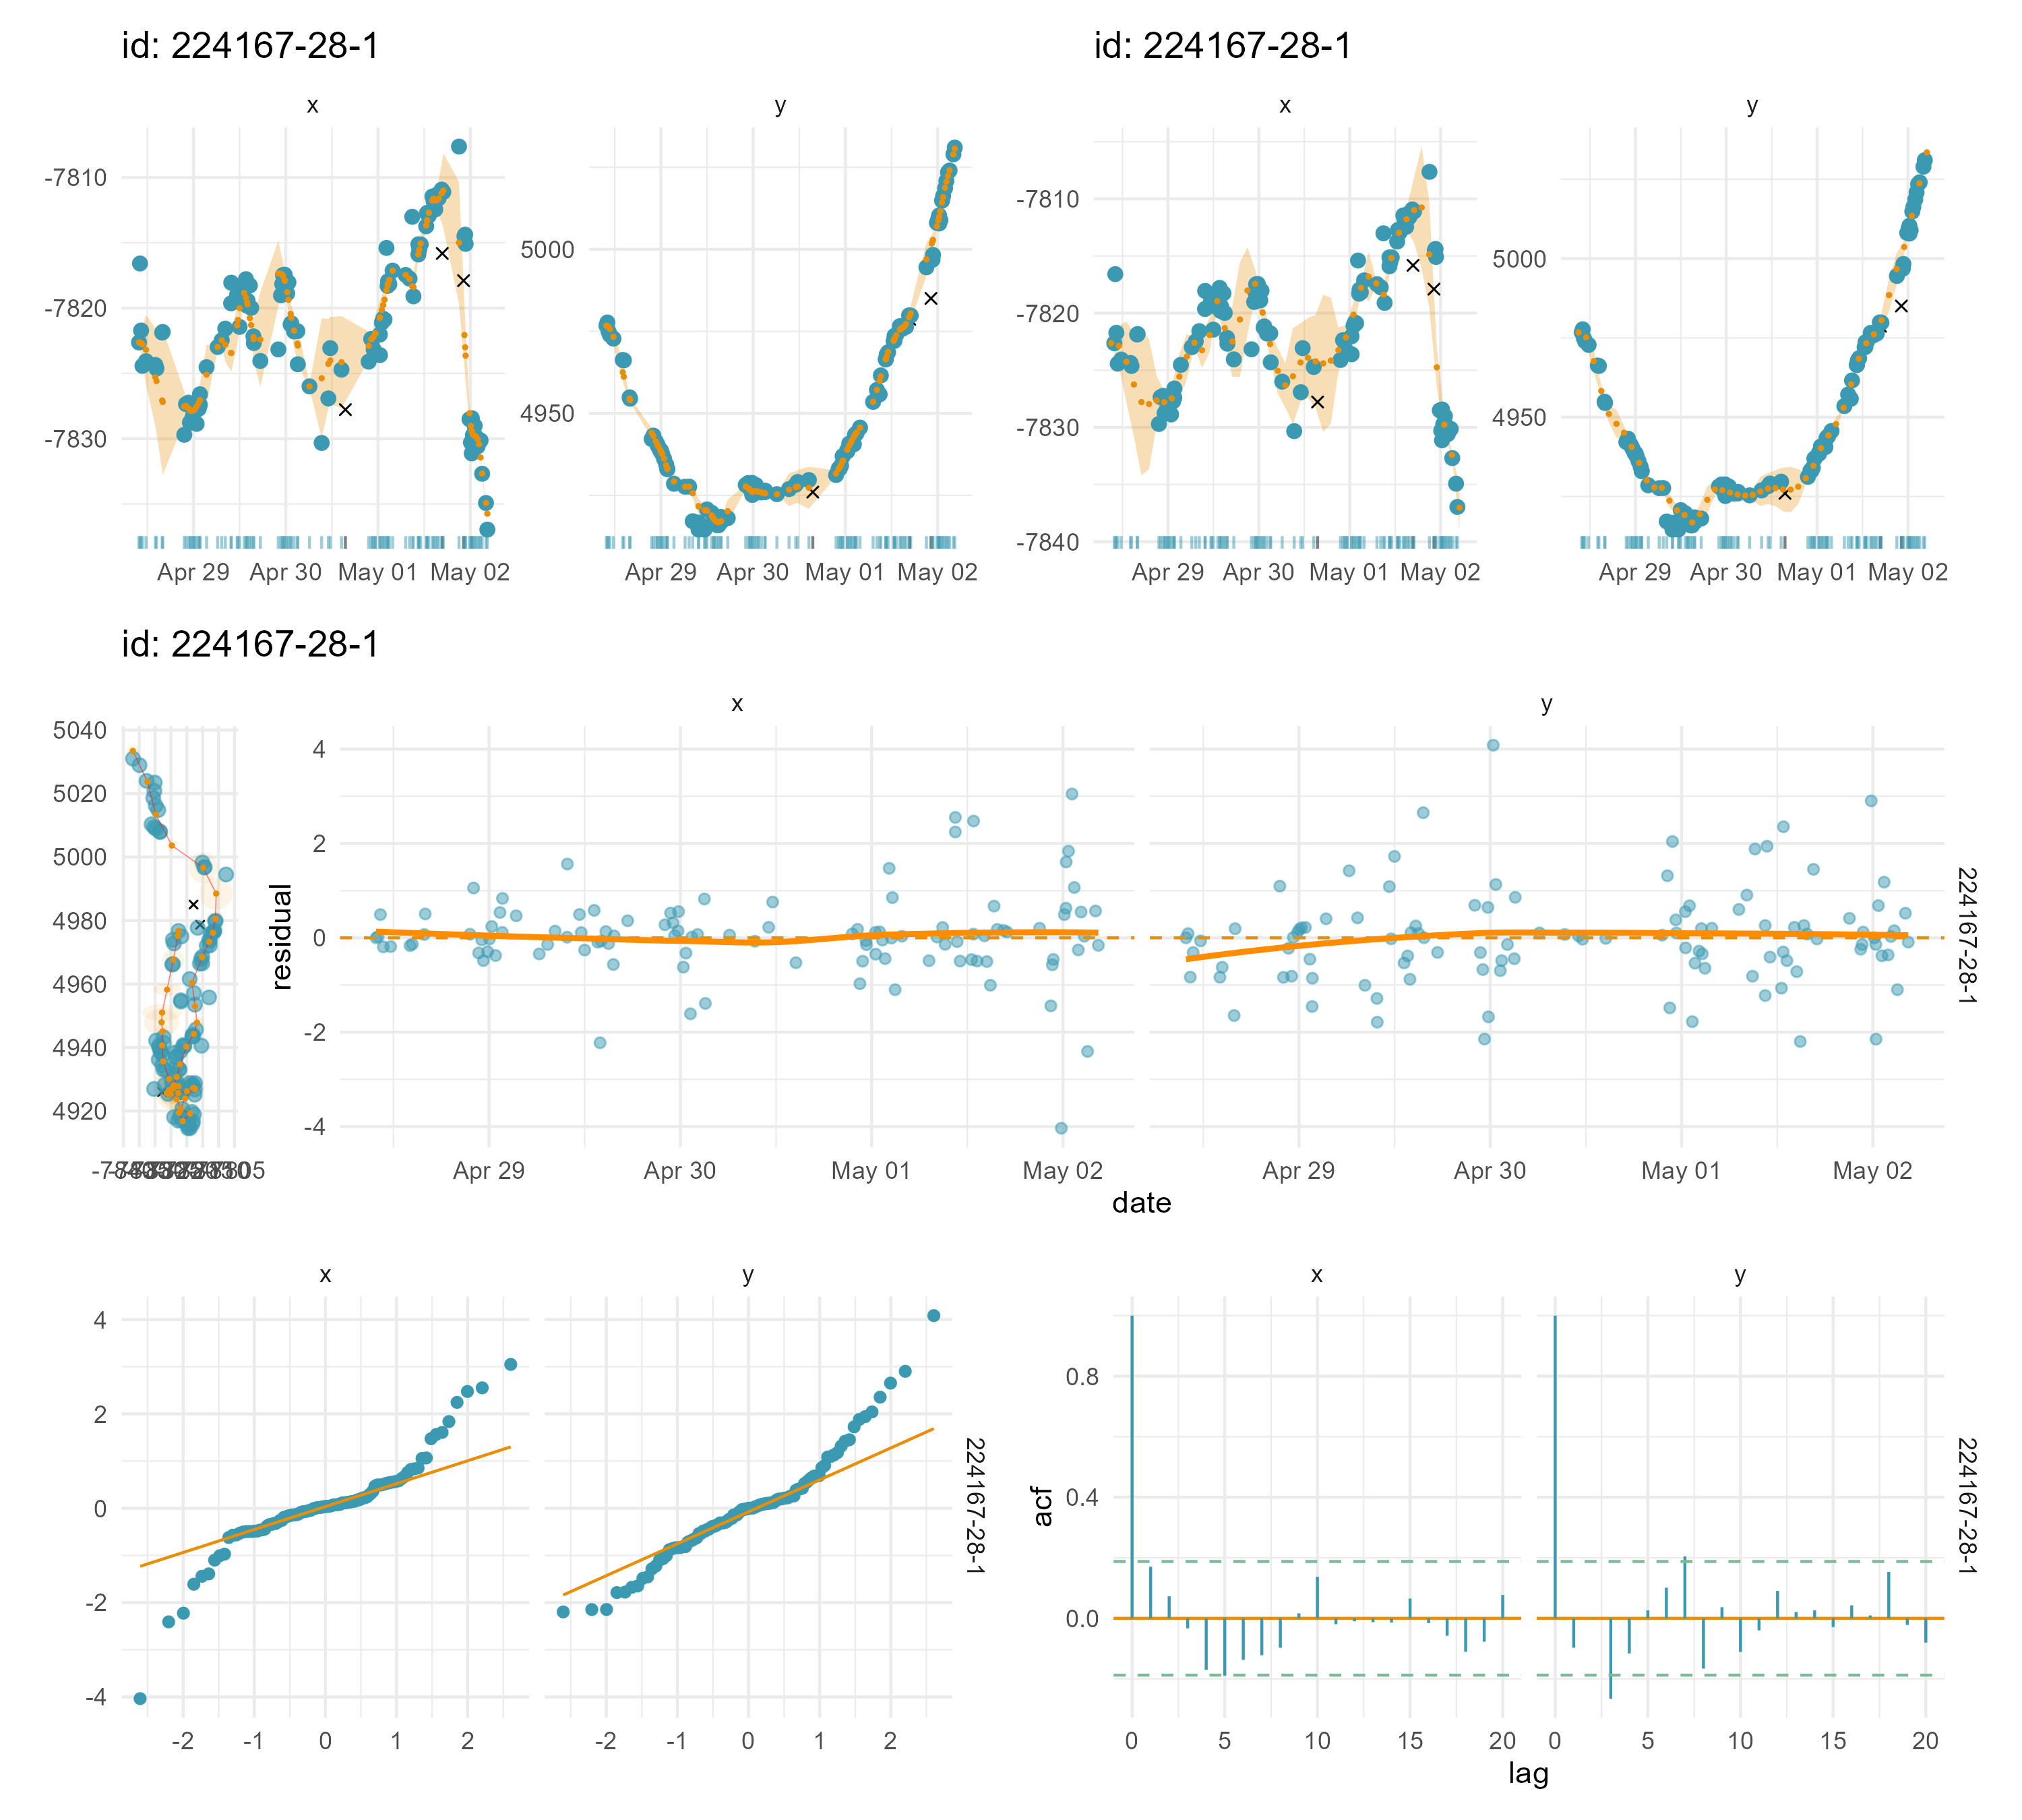 id: 224167-28-1
id: 224167-28-1
x
y
x
y
-7810
-7820
-7830
5000
4950
-7810
-7820
-7830
-7840
5000
4950
Apr 29
Apr 30
May 01
May 02
Apr 29
Apr 30
May 01
May 02
Apr 29
Apr 30
May 01
May 02
Apr 29
Apr 30
May 01
May 02
id: 224167-28-1
x
y
5040
5020
5000
4980
4960
4940
4920
residual
4
2
0
-2
-4
224167-28-1
Apr 29
Apr 30
May 01
May 02
Apr 29
Apr 30
May 01
May 02
date
x
y
x
y
4
2
0
-2
-4
224167-28-1
acf
0.8
0.4
0.0
224167-28-1
-2
-1
0
1
2
-2
-1
0
1
2
0
5
10
15
20
0
5
10
15
20
lag